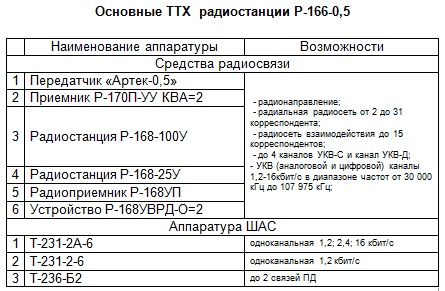 Основные ТТХ радиостанции Р-166-0,5
Наименование аппаратуры
Возможности
Средства радиосвязи
1
Передатчик «Артек-0,5»
2
Приемник Р-170П-УУ КВА=2
3
Радиостанция Р-168-100У
4
Радиостанция Р-168-25У
5
Радиоприемник Р-168УП
6
Устройство Р-168УВРД-О=2
- радионаправление;
- радиальная радиосеть от 2 до 31
корреспондента;
- радиосеть взаимодействия до 15
корреспондентов;
- до 4 каналов УКВ-С и канал УКВ-Д;
- УКВ (аналоговой и цифровой) каналы
1,2-16кбит/с в диапазоне частот от 30 000
кГц до 107 975 кГц;
Аппаратура ШАС
1
Т-231-2А-6
одноканальная 1,2; 2,4; 16 кбит/с
2
Т-231-2-6
одноканальная 1,2 кбит/с
3
Т-236-Б2
до 2 связей ПД